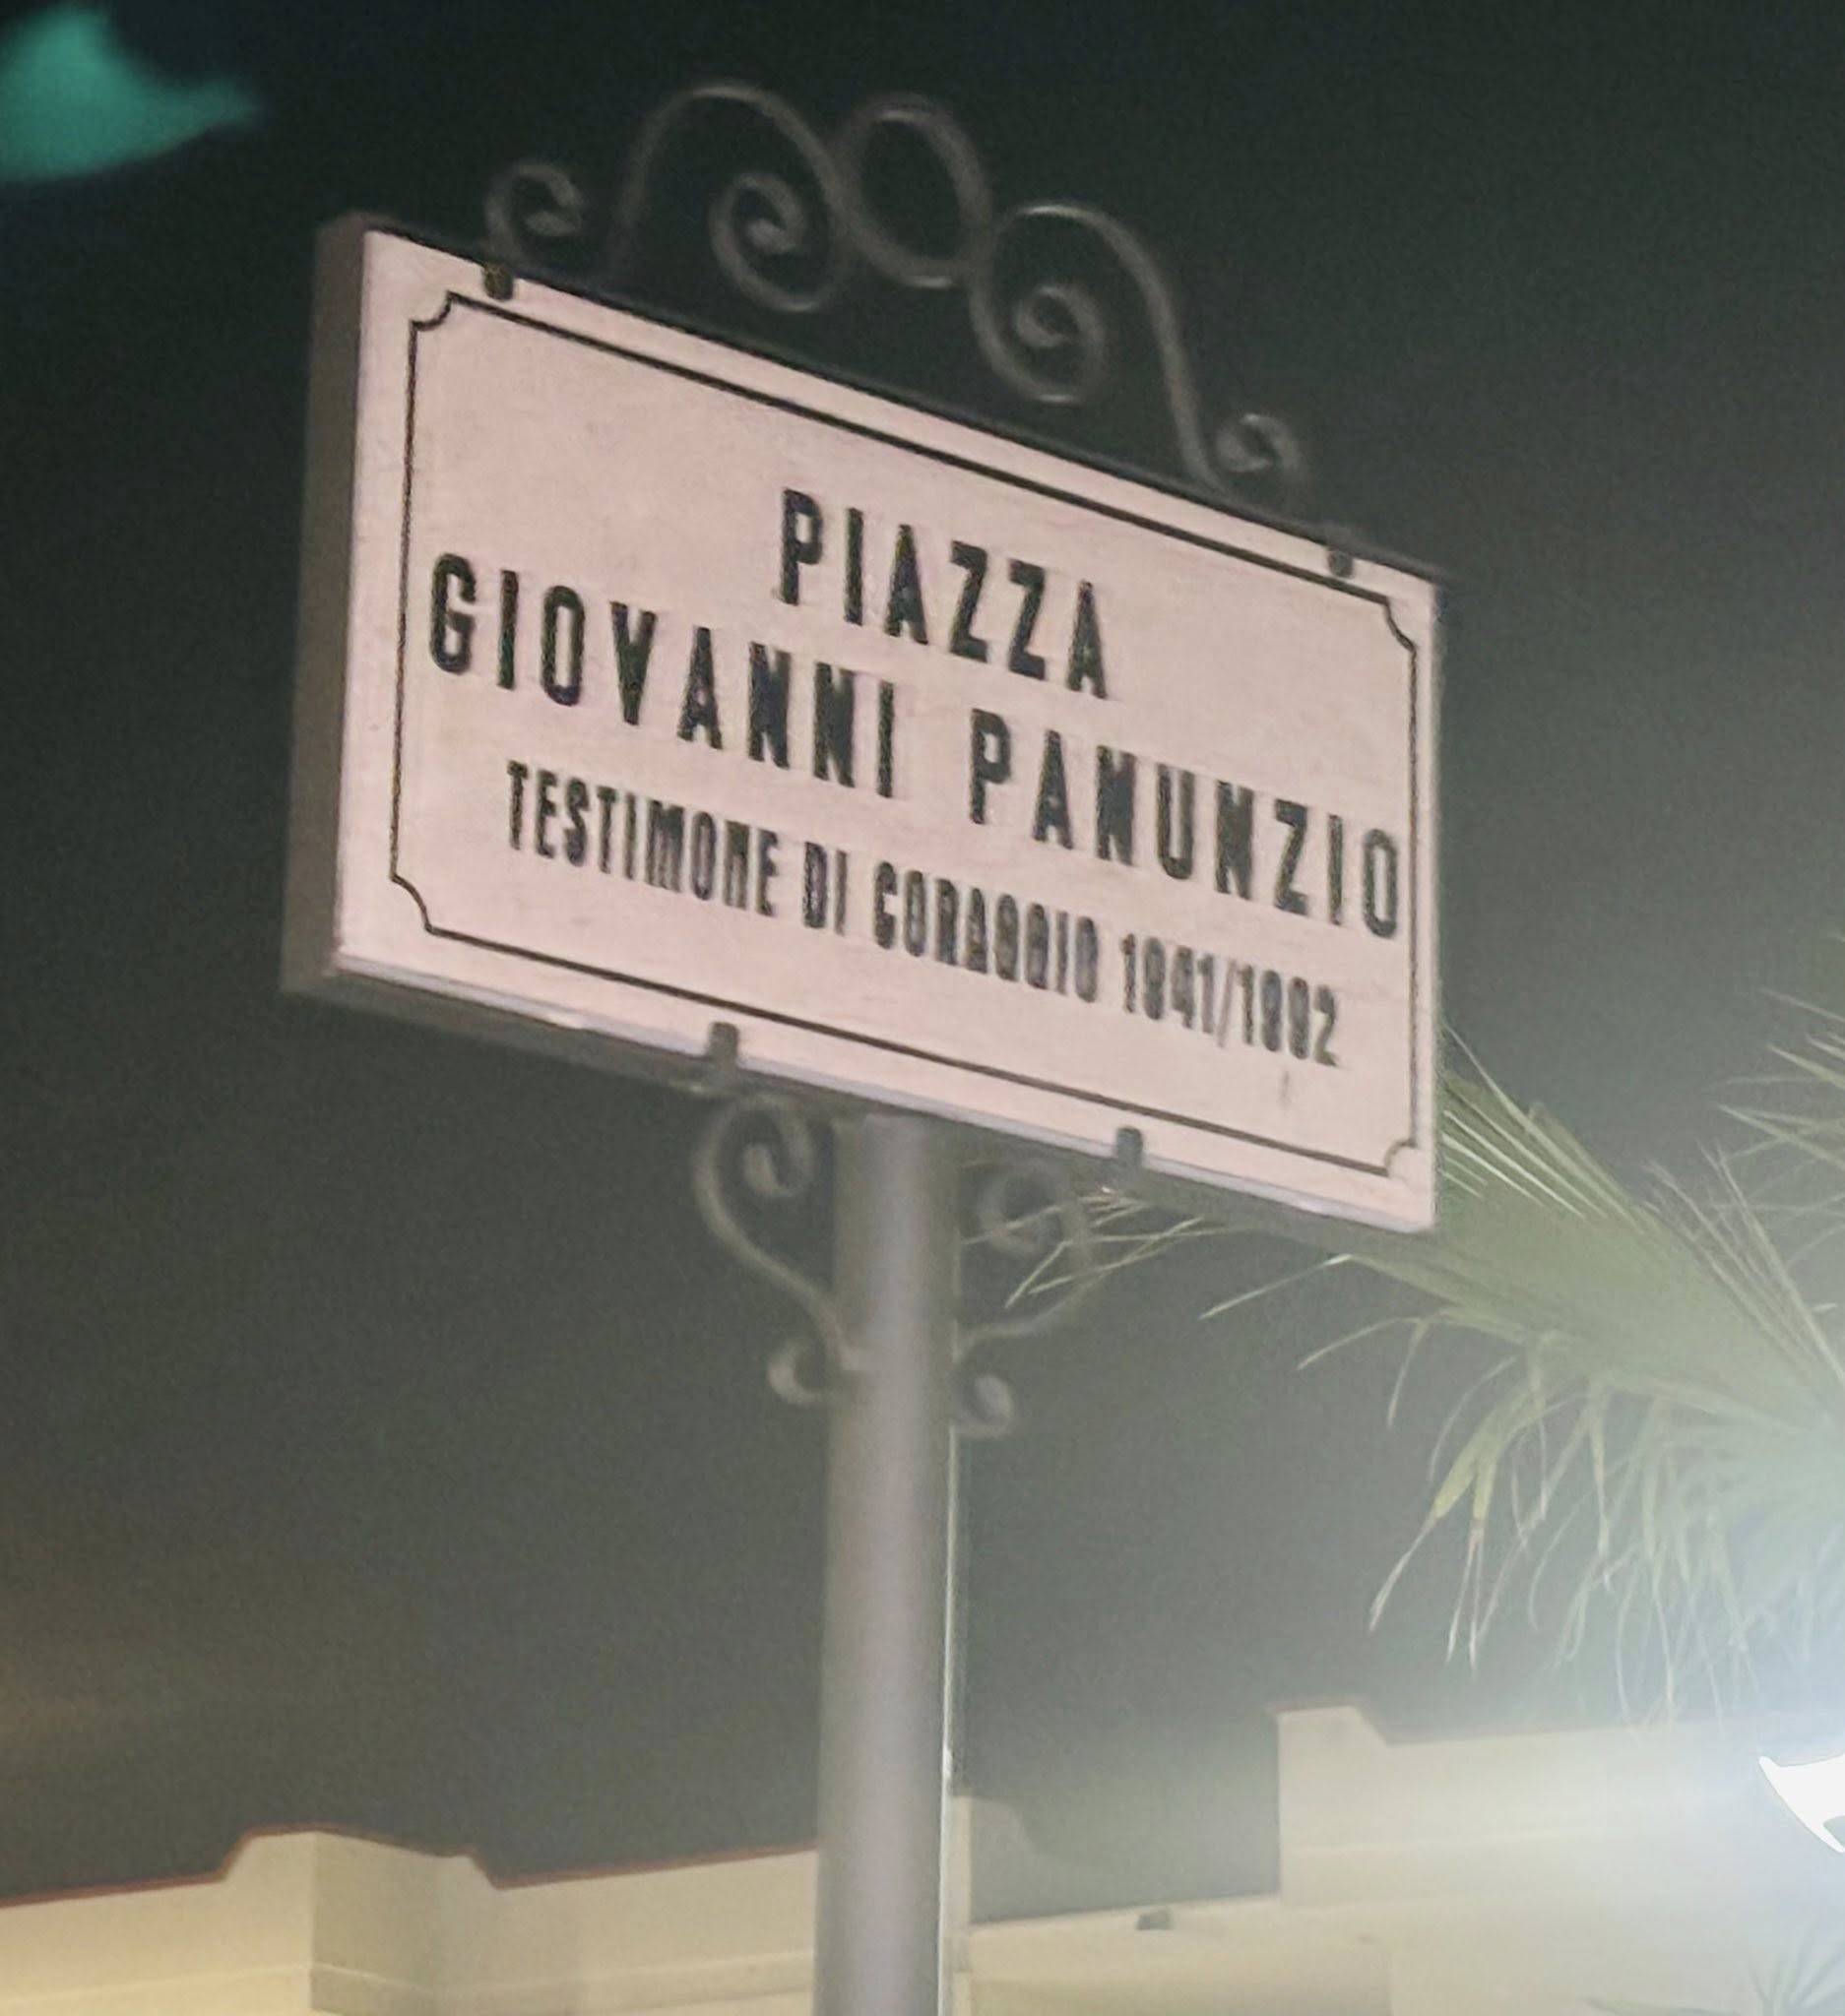 PIAZZA
GIOVANNI PANUNZIO
TESTIMONE DI CORAGGIO 1941/1992